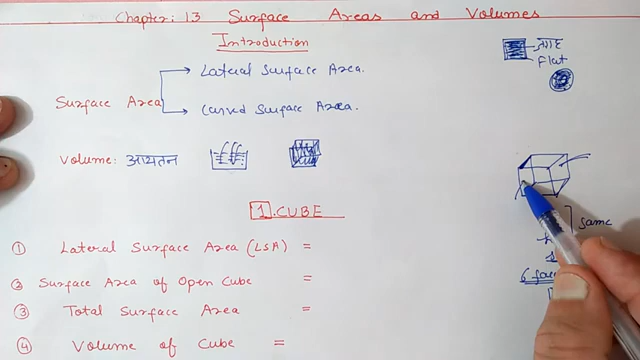 Chapter: 13 Surface Areas and Volumes
Introduction
Lateral Surface Area.
Surface Area
Curved Surface Area.
Flat
Volume: आयतन
1. CUBE
① Lateral Surface Area (LSA) =
② Surface Area of Open Cube =
③ Total Surface Area =
④ Volume of Cube =
same
6